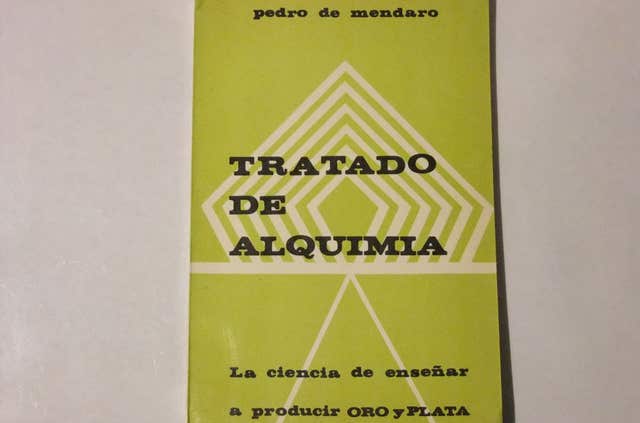 pedro de mendaro
TRATADO
DE
ALQUIMIA
La ciencia de enseñar
a producir ORO y PLATA